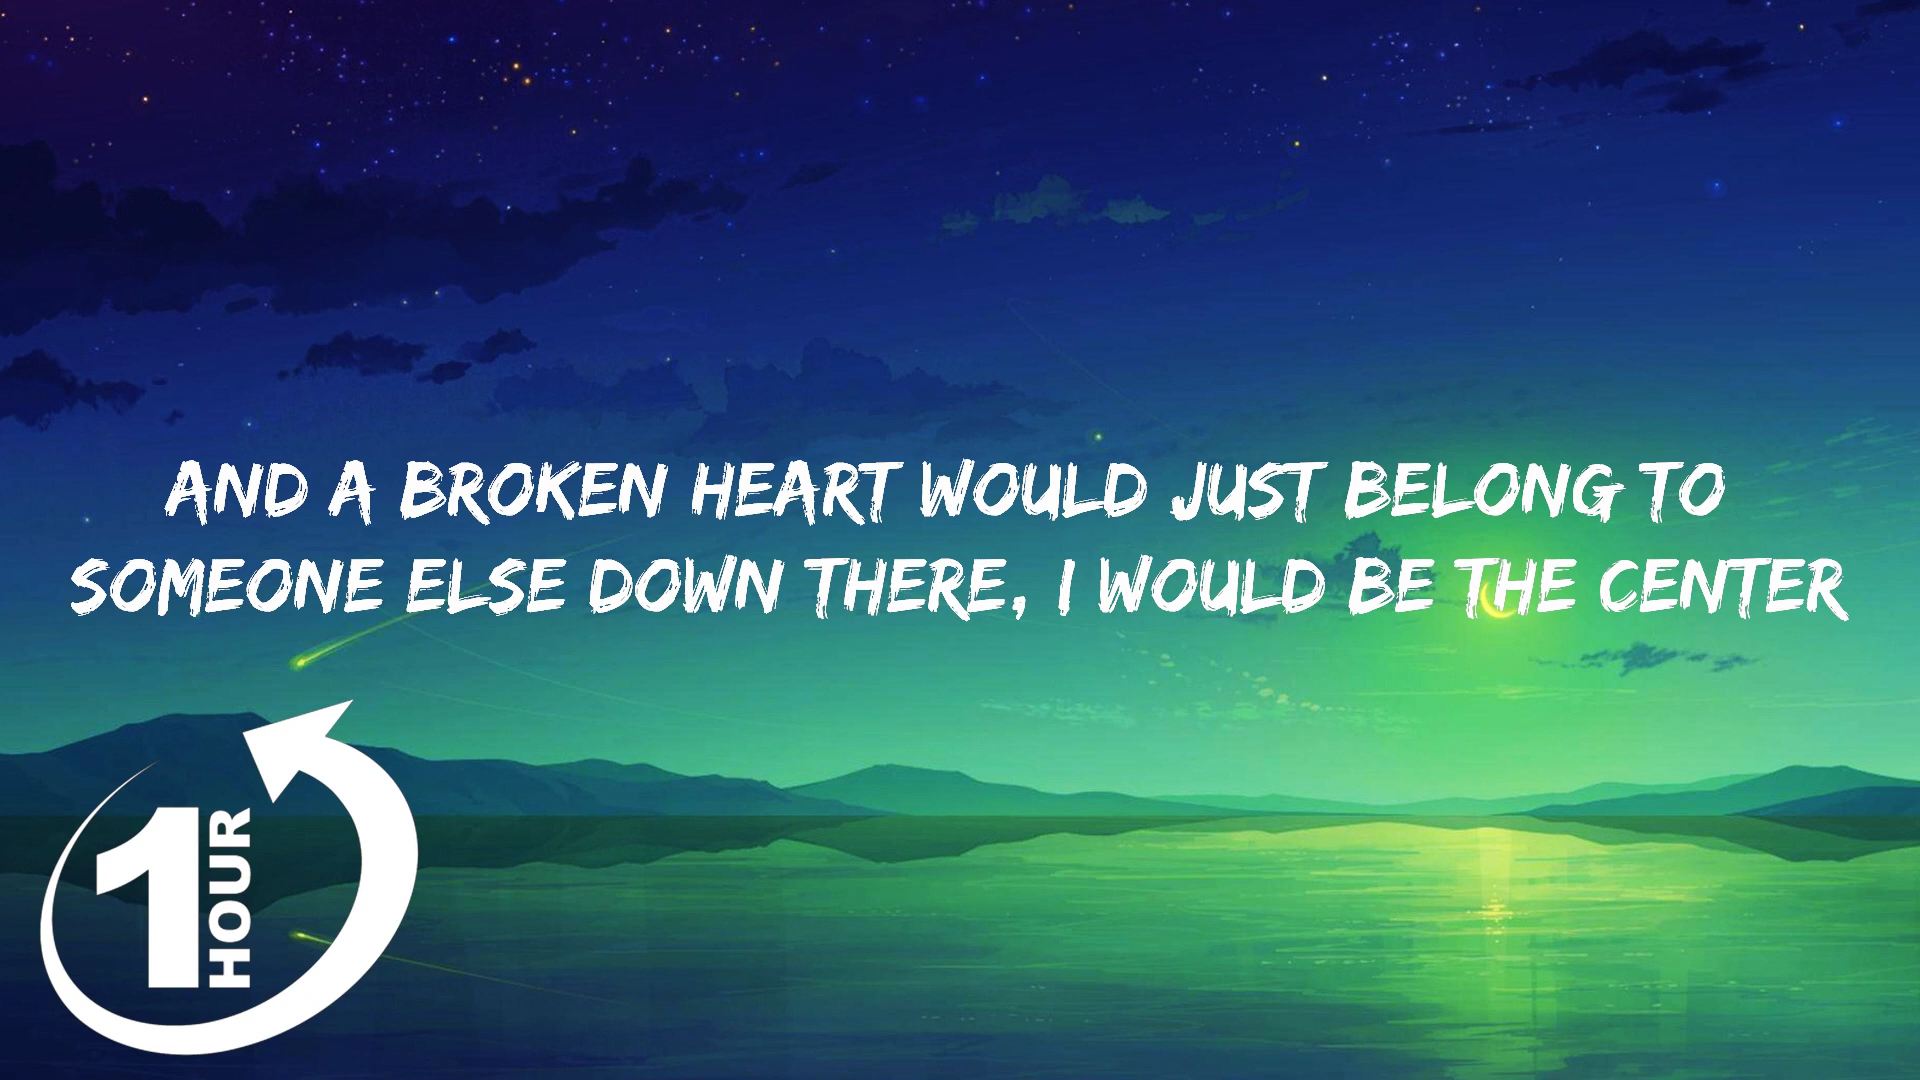 AND A BROKEN HEART WOULD JUST BELONG TO
SOMEONE ELSE DOWN THERE, I WOULD BE THE CENTER
1
HOUR